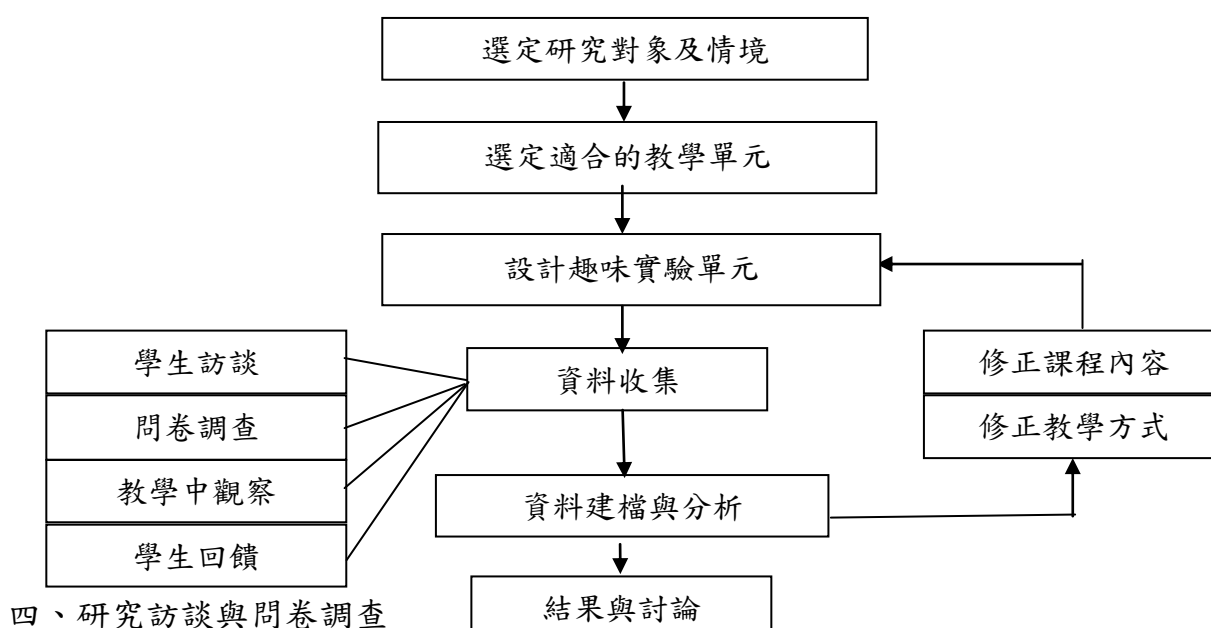 選定研究對象及情境
選定適合的教學單元
設計趣味實驗單元
學生訪談
問卷調查
教學中觀察
學生回饋
資料收集
修正課程內容
修正教學方式
資料建檔與分析
結果與討論
四、研究訪談與問卷調查